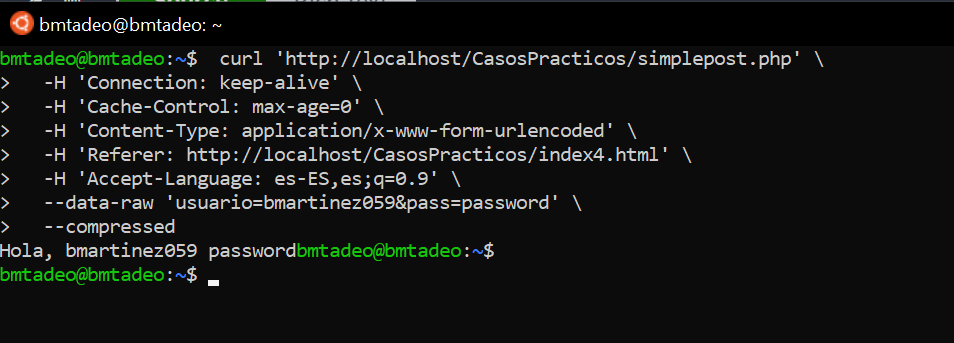 bmtadeo@bmtadeo: ~
bmtadeo@bmtadeo:~$  curl 'http://localhost/CasosPracticos/simplepost.php' \
>   -H 'Connection: keep-alive' \
>   -H 'Cache-Control: max-age=0' \
>   -H 'Content-Type: application/x-www-form-urlencoded' \
>   -H 'Referer: http://localhost/CasosPracticos/index4.html' \
>   -H 'Accept-Language: es-ES,es;q=0.9' \
>   --data-raw 'usuario=bmartinez059&pass=password' \
>   --compressed
Hola, bmartinez059 passwordbmtadeo@bmtadeo:~$
bmtadeo@bmtadeo:~$